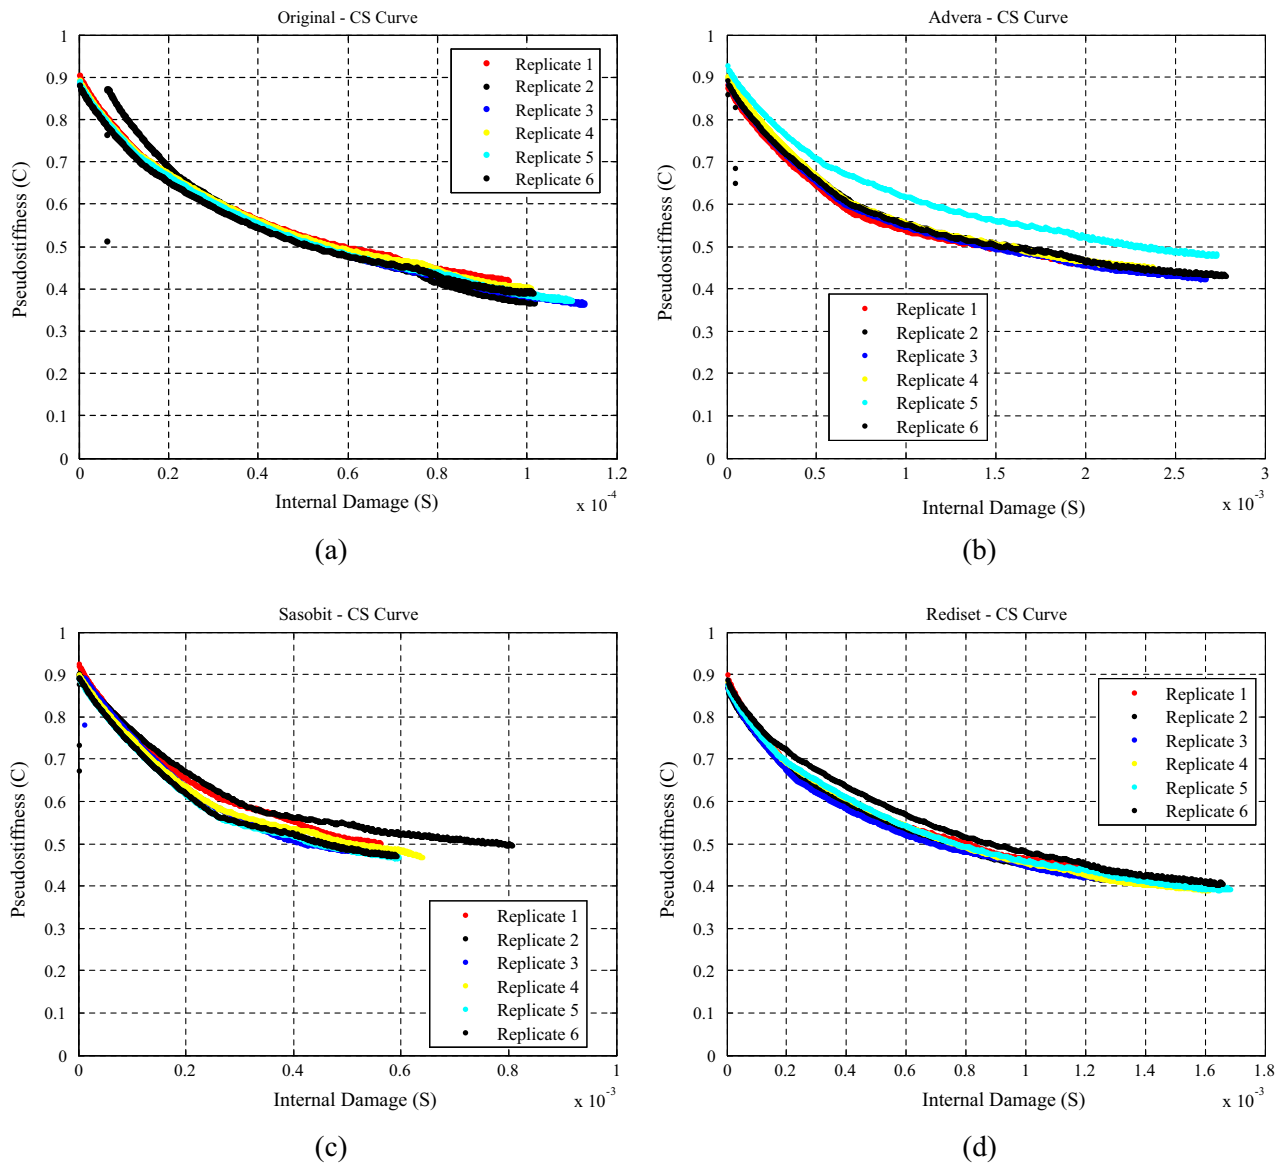 Original - CS Curve
1
0.9
0.8
0.7
0.6
0.5
0.4
0.3
0.2
0.1
0
Pseudostiffness (C)
Replicate 1
Replicate 2
Replicate 3
Replicate 4
Replicate 5
Replicate 6
0 0.2 0.4 0.6 0.8 1 1.2
Internal Damage (S)
x 10^-4
(a)
Advera - CS Curve
1
0.9
0.8
0.7
0.6
0.5
0.4
0.3
0.2
0.1
0
Pseudostiffness (C)
Replicate 1
Replicate 2
Replicate 3
Replicate 4
Replicate 5
Replicate 6
0 0.5 1 1.5 2 2.5 3
Internal Damage (S)
x 10^-3
(b)
Sasobit - CS Curve
1
0.9
0.8
0.7
0.6
0.5
0.4
0.3
0.2
0.1
0
Pseudostiffness (C)
Replicate 1
Replicate 2
Replicate 3
Replicate 4
Replicate 5
Replicate 6
0 0.2 0.4 0.6 0.8 1
Internal Damage (S)
x 10^-3
(c)
Rediset - CS Curve
1
0.9
0.8
0.7
0.6
0.5
0.4
0.3
0.2
0.1
0
Pseudostiffness (C)
Replicate 1
Replicate 2
Replicate 3
Replicate 4
Replicate 5
Replicate 6
0 0.2 0.4 0.6 0.8 1 1.2 1.4 1.6 1.8
Internal Damage (S)
x 10^-3
(d)